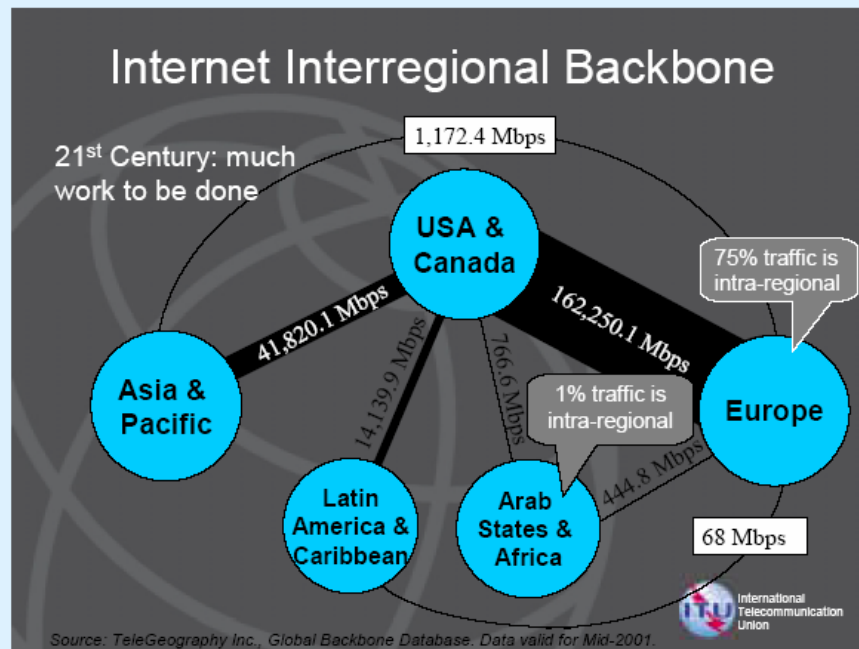 Internet Interregional Backbone
21st Century: much
work to be done
1,172.4 Mbps
USA &
Canada
75% traffic is
intra-regional
41,820.1 Mbps
14,139.9 Mbps
766.6 Mbps
162,250.1 Mbps
Asia &
Pacific
1% traffic is
intra-regional
Europe
444.8 Mbps
Latin
America &
Caribbean
Arab
States &
Africa
68 Mbps
ITU
International
Telecommunication
Union
Source: TeleGeography Inc., Global Backbone Database. Data valid for Mid-2001.